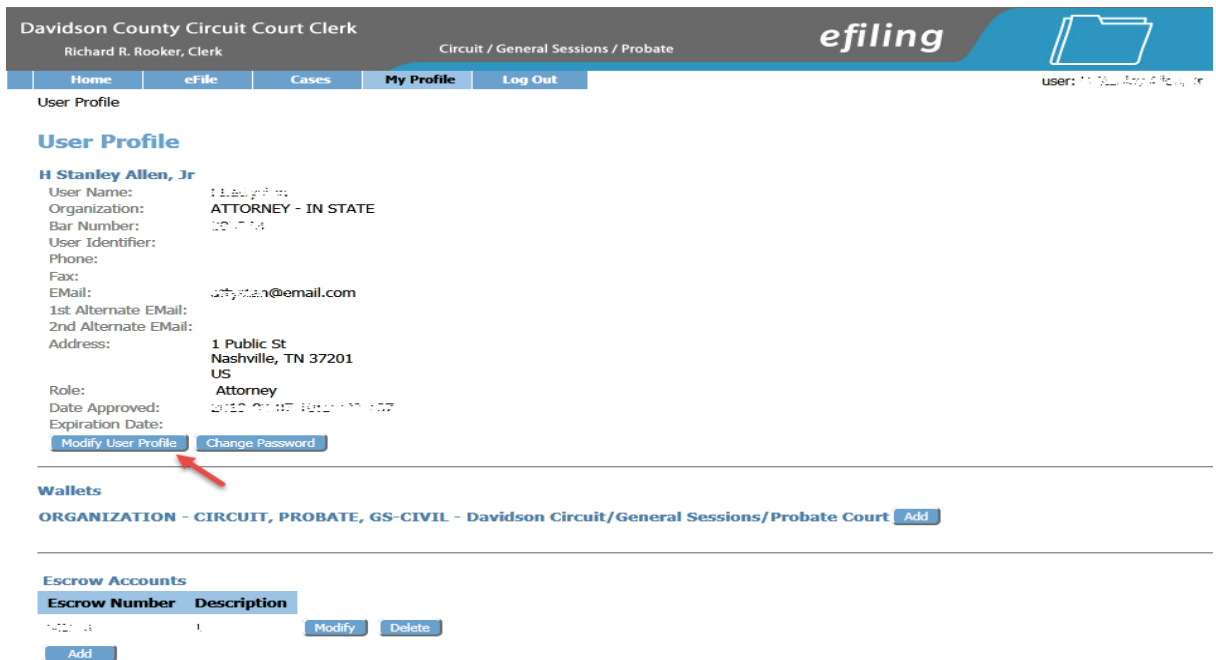 Davidson County Circuit Court Clerk
Richard R. Rooker, Clerk
Circuit / General Sessions / Probate
efiling
Home eFile Cases My Profile Log Out
user:
User Profile
User Profile
H Stanley Allen, Jr
User Name:
Organization: ATTORNEY - IN STATE
Bar Number:
User Identifier:
Phone:
Fax:
EMail: @email.com
1st Alternate EMail:
2nd Alternate EMail:
Address: 1 Public St
Nashville, TN 37201
US
Role: Attorney
Date Approved:
Expiration Date:
Modify User Profile Change Password
Wallets
ORGANIZATION - CIRCUIT, PROBATE, GS-CIVIL - Davidson Circuit/General Sessions/Probate Court Add
Escrow Accounts
Escrow Number Description
Modify Delete
Add